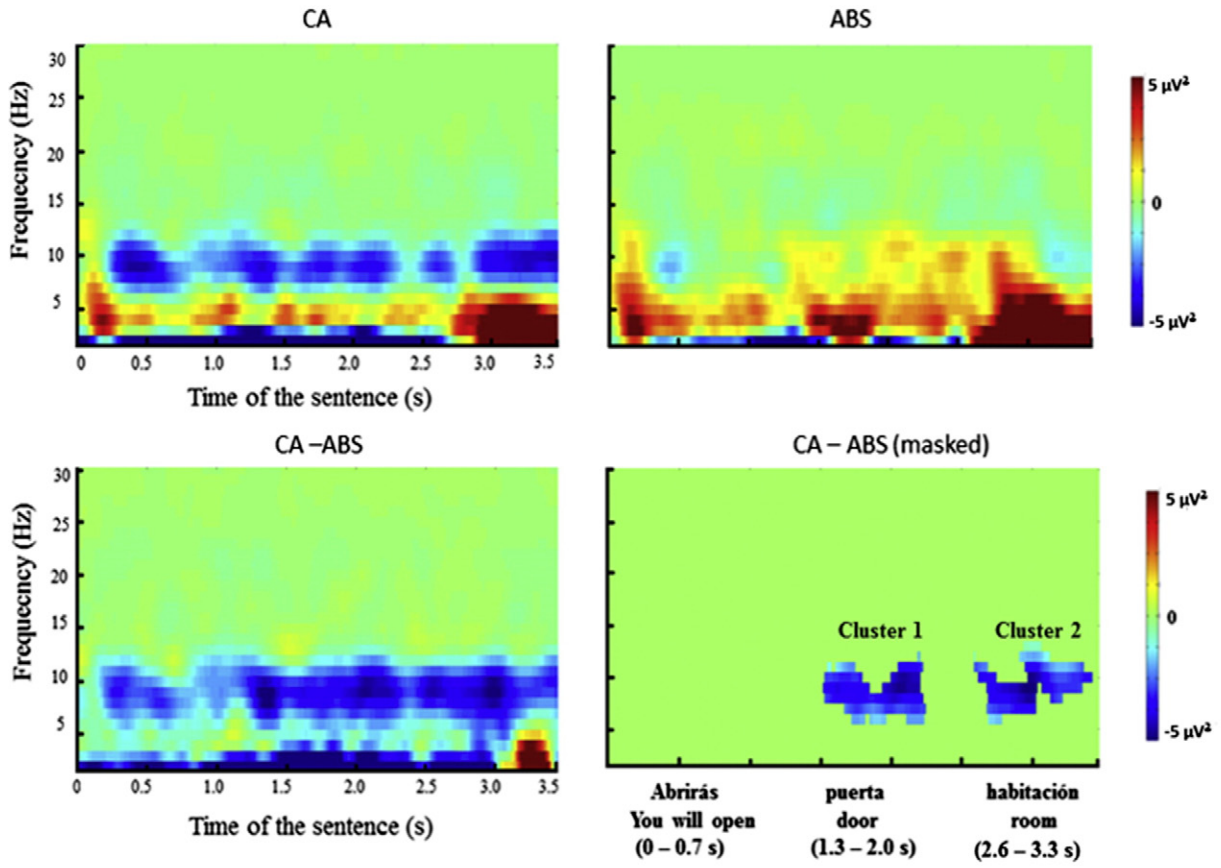 CA
ABS
Frequecncy (Hz)
30
25
20
15
10
5
0
0.5
1.0
1.5
2.0
2.5
3.0
3.5
Time of the sentence (s)
5 µV²
0
-5 µV²
CA –ABS
CA – ABS (masked)
Frequecncy (Hz)
30
25
20
15
10
5
0
0.5
1.0
1.5
2.0
2.5
3.0
3.5
Time of the sentence (s)
Cluster 1
Cluster 2
Abrirás
You will open
(0 – 0.7 s)
puerta
door
(1.3 – 2.0 s)
habitación
room
(2.6 – 3.3 s)
5 µV²
0
-5 µV²